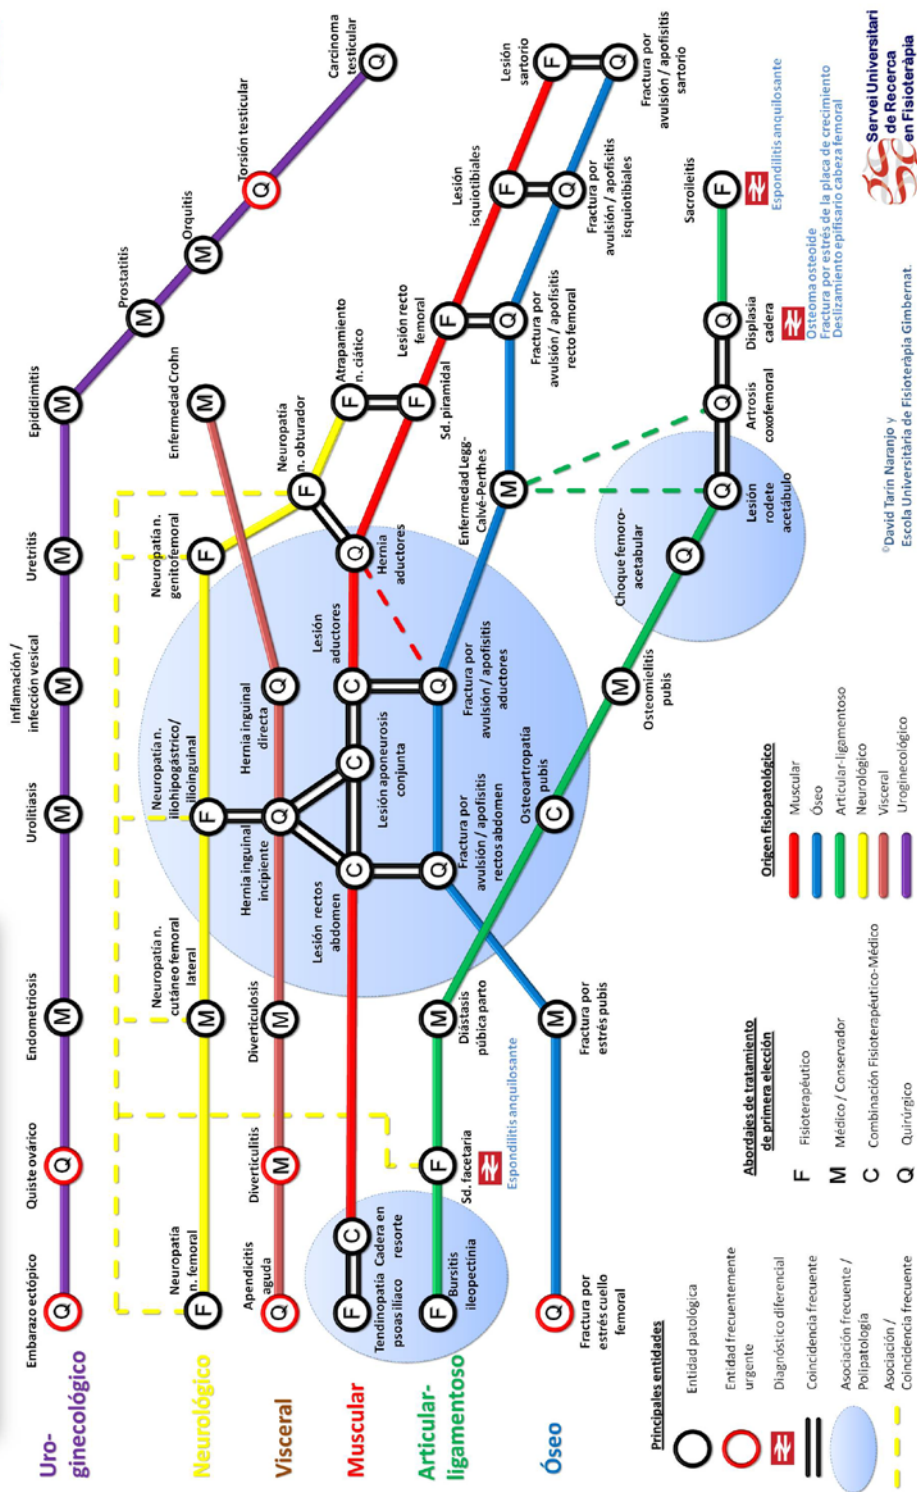 Uro-
ginecológico
Embarazo ectópico
Q
Quiste ovárico
Q
Endometriosis
M
Urolitiasis
M
Inflamación /
infección vesical
M
Uretritis
M
Epididimitis
M
Prostatitis
M
Orquitis
M
Torsión testicular
Q
Carcinoma
testicular
Q
Neurológico
Neuropatía
n. femoral
F
Neuropatía n.
cutáneo femoral
lateral
M
Neuropatía n.
iliohipogástrico/
ilioinguinal
F
Neuropatía n.
genitofemoral
F
Neuropatía
n. obturador
F
Atrapamiento
n. ciático
F
Visceral
Apendicitis
aguda
Q
Diverticulitis
M
Diverticulosis
M
Hernia inguinal
incipiente
Q
Hernia inguinal
directa
Q
Enfermedad Crohn
M
Muscular
F
Tendinopatía
psoas ilíaco
C
Cadera en
resorte
Lesión rectos
abdomen
C
C
Lesión aponeurosis
conjunta
Lesión
aductores
C
Q
Hernia
aductores
F
Sd. piramidal
Lesión recto
femoral
F
Lesión
isquiotibiales
F
Lesión
sartorio
F
Articular-
ligamentoso
F
Bursitis
ileopectinia
F
Sd. facetaria
Espondilitis anquilosante
M
Diástasis
púbica parto
Osteoartropatía
pubis
C
M
Osteomielitis
pubis
Choque femoro-
acetabular
Q
Q
Lesión
rodete
acetábulo
Q
Artrosis
coxofemoral
Q
Displasia
cadera
Osteoma osteoide
Fractura por estrés de la placa de crecimiento
Deslizamiento epifisario cabeza femoral
Sacroileitis
F
Espondilitis anquilosante
Óseo
Q
Fractura por
estrés cuello
femoral
M
Fractura por
estrés pubis
Q
Fractura por
avulsión / apofisitis
rectos abdomen
Q
Fractura por
avulsión / apofisitis
aductores
Enfermedad Legg-
Calvé-Perthes
M
Q
Fractura por
avulsión / apofisitis
recto femoral
Q
Fractura por
avulsión / apofisitis
isquiotibiales
Q
Fractura por
avulsión / apofisitis
sartorio
Principales entidades
Entidad patológica
Entidad frecuentemente
urgente
Diagnóstico diferencial
Coincidencia frecuente
Asociación frecuente /
Polipatología
Asociación /
Coincidencia frecuente
Abordajes de tratamiento
de primera elección
F Fisioterapéutico
M Médico / Conservador
C Combinación Fisioterapéutico-Médico
Q Quirúrgico
Origen fisiopatológico
Muscular
Óseo
Articular-ligamentoso
Neurológico
Visceral
Uroginecológico
©David Tarín Naranjo y
Escola Universitària de Fisioteràpia Gimbernat.
Servei Universitari
de Recerca
en Fisioteràpia